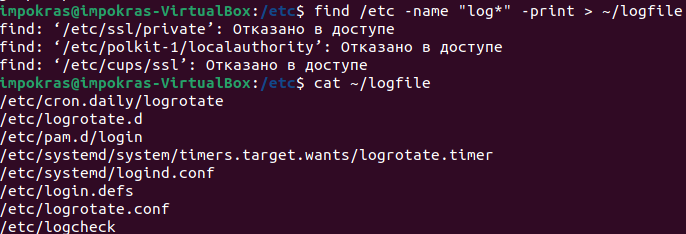 impokras@impokras-VirtualBox:/etc$ find /etc -name "log*" -print > ~/logfile
find: ‘/etc/ssl/private’: Отказано в доступе
find: ‘/etc/polkit-1/localauthority’: Отказано в доступе
find: ‘/etc/cups/ssl’: Отказано в доступе
impokras@impokras-VirtualBox:/etc$ cat ~/logfile
/etc/cron.daily/logrotate
/etc/logrotate.d
/etc/pam.d/login
/etc/systemd/system/timers.target.wants/logrotate.timer
/etc/systemd/logind.conf
/etc/login.defs
/etc/logrotate.conf
/etc/logcheck